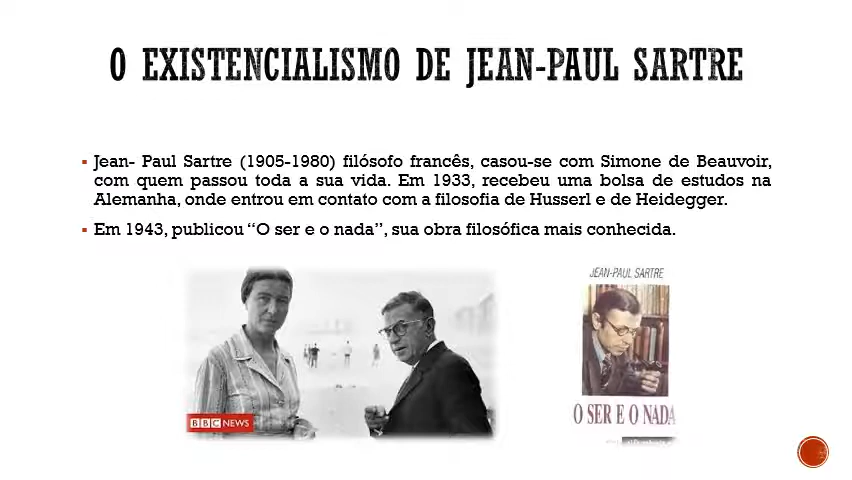 O EXISTENCIALISMO DE JEAN-PAUL SARTRE
Jean- Paul Sartre (1905-1980) filósofo francês, casou-se com Simone de Beauvoir,
com quem passou toda a sua vida. Em 1933, recebeu uma bolsa de estudos na
Alemanha, onde entrou em contato com a filosofia de Husserl e de Heidegger.
Em 1943, publicou “O ser e o nada”, sua obra filosófica mais conhecida.
JEAN-PAUL SARTRE
O SER E O NADA
BBC NEWS